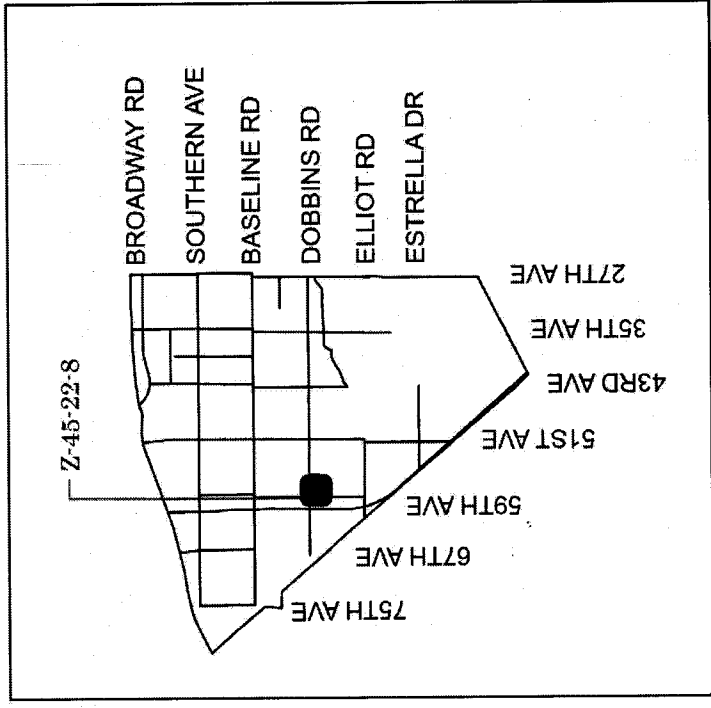 Z-45-22-8
BROADWAY RD
SOUTHERN AVE
BASELINE RD
DOBBINS RD
ELLIOT RD
ESTRELLA DR
75TH AVE
67TH AVE
59TH AVE
51ST AVE
43RD AVE
35TH AVE
27TH AVE